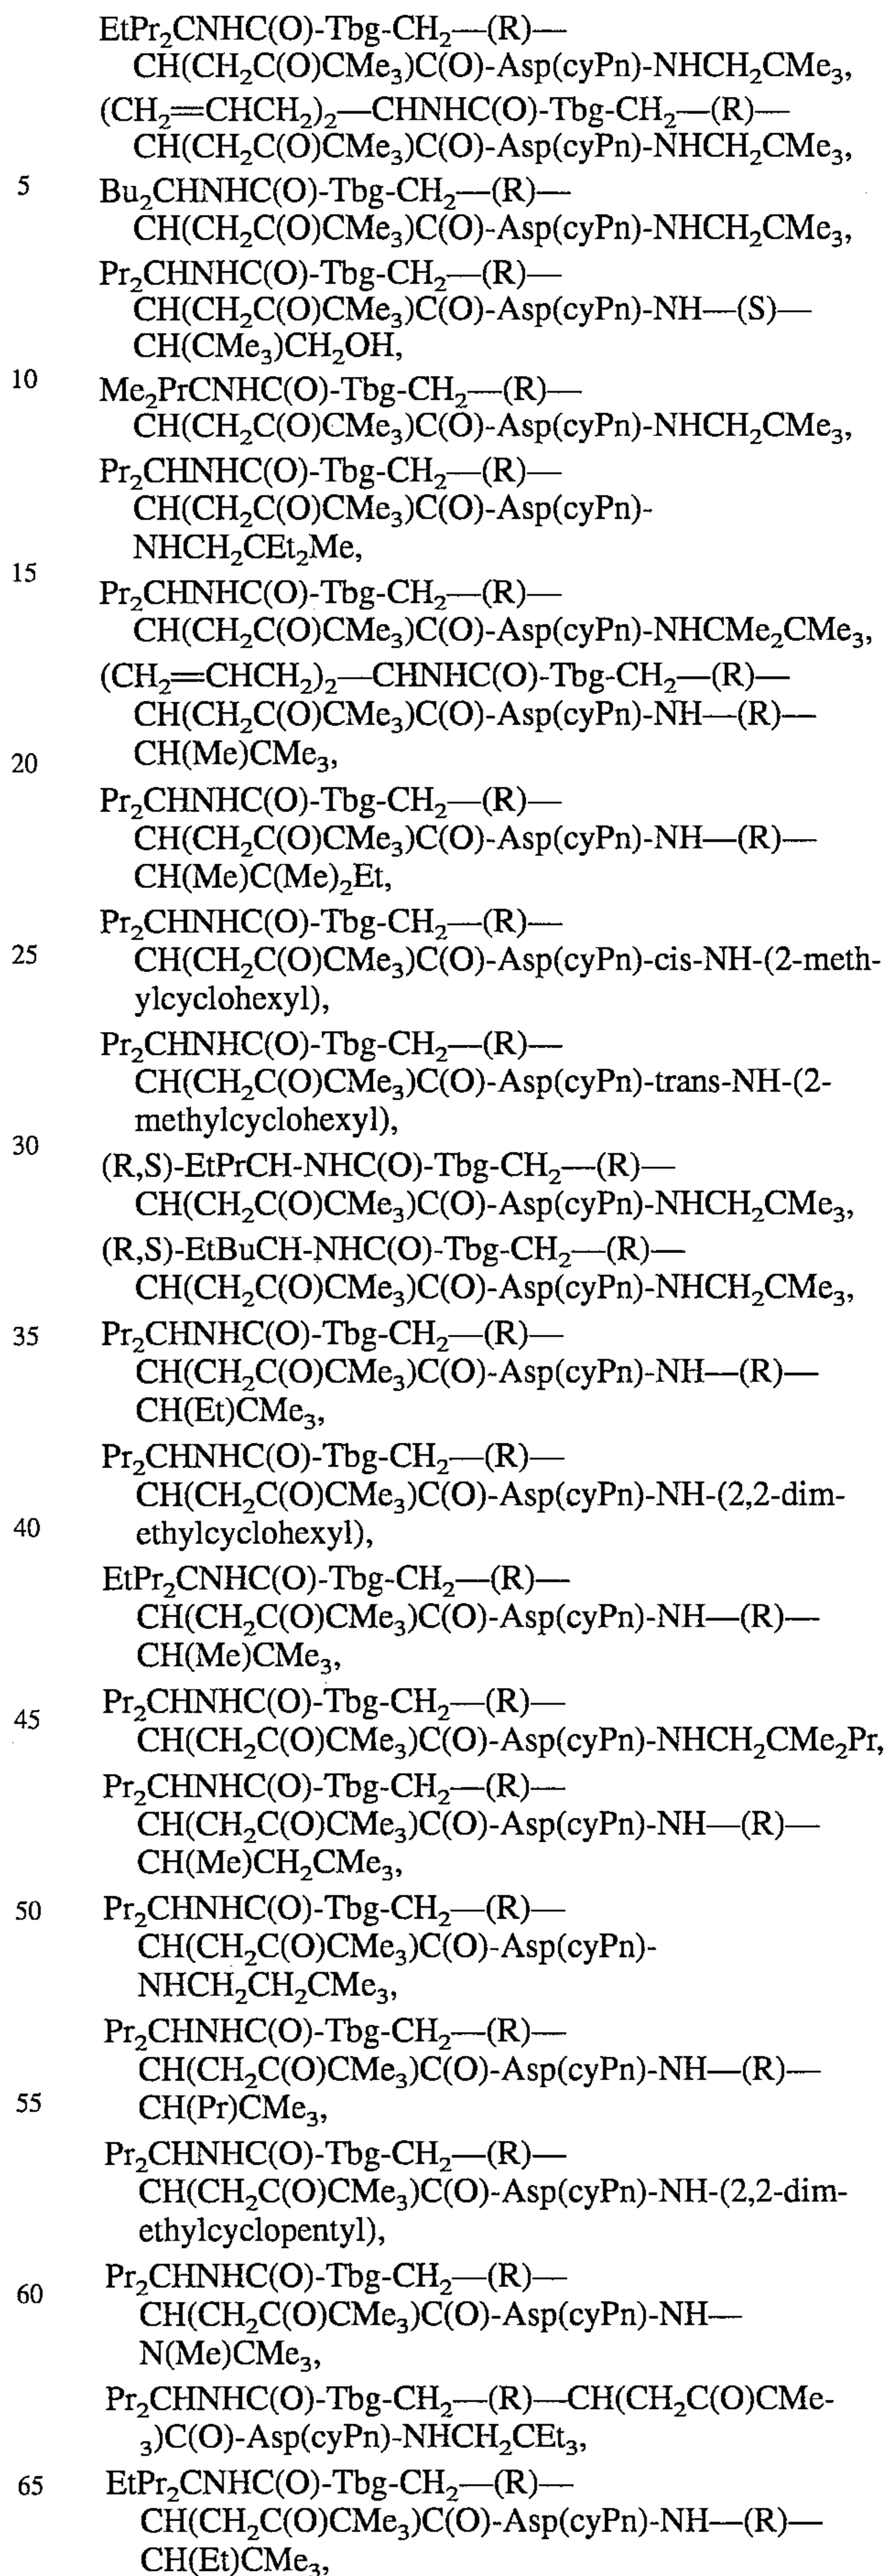 EtPr₂CNHC(O)-Tbg-CH₂—(R)—
CH(CH₂C(O)CMe₃)C(O)-Asp(cyPn)-NHCH₂CMe₃,
(CH₂═CHCH₂)₂—CHNHC(O)-Tbg-CH₂—(R)—
CH(CH₂C(O)CMe₃)C(O)-Asp(cyPn)-NHCH₂CMe₃,
5 Bu₂CHNHC(O)-Tbg-CH₂—(R)—
CH(CH₂C(O)CMe₃)C(O)-Asp(cyPn)-NHCH₂CMe₃,
Pr₂CHNHC(O)-Tbg-CH₂—(R)—
CH(CH₂C(O)CMe₃)C(O)-Asp(cyPn)-NH—(S)—
CH(CMe₃)CH₂OH,
10 Me₂PrCNHC(O)-Tbg-CH₂—(R)—
CH(CH₂C(O)CMe₃)C(O)-Asp(cyPn)-NHCH₂CMe₃,
Pr₂CHNHC(O)-Tbg-CH₂—(R)—
CH(CH₂C(O)CMe₃)C(O)-Asp(cyPn)-
NHCH₂CEt₂Me,
15 Pr₂CHNHC(O)-Tbg-CH₂—(R)—
CH(CH₂C(O)CMe₃)C(O)-Asp(cyPn)-NHCMe₂CMe₃,
(CH₂═CHCH₂)₂—CHNHC(O)-Tbg-CH₂—(R)—
CH(CH₂C(O)CMe₃)C(O)-Asp(cyPn)-NH—(R)—
20 CH(Me)CMe₃,
Pr₂CHNHC(O)-Tbg-CH₂—(R)—
CH(CH₂C(O)CMe₃)C(O)-Asp(cyPn)-NH—(R)—
CH(Me)C(Me)₂Et,
Pr₂CHNHC(O)-Tbg-CH₂—(R)—
25 CH(CH₂C(O)CMe₃)C(O)-Asp(cyPn)-cis-NH-(2-meth-
ylcyclohexyl),
Pr₂CHNHC(O)-Tbg-CH₂—(R)—
CH(CH₂C(O)CMe₃)C(O)-Asp(cyPn)-trans-NH-(2-
methylcyclohexyl),
30 (R,S)-EtPrCH-NHC(O)-Tbg-CH₂—(R)—
CH(CH₂C(O)CMe₃)C(O)-Asp(cyPn)-NHCH₂CMe₃,
(R,S)-EtBuCH-NHC(O)-Tbg-CH₂—(R)—
CH(CH₂C(O)CMe₃)C(O)-Asp(cyPn)-NHCH₂CMe₃,
35 Pr₂CHNHC(O)-Tbg-CH₂—(R)—
CH(CH₂C(O)CMe₃)C(O)-Asp(cyPn)-NH—(R)—
CH(Et)CMe₃,
Pr₂CHNHC(O)-Tbg-CH₂—(R)—
CH(CH₂C(O)CMe₃)C(O)-Asp(cyPn)-NH-(2,2-dim-
40 ethylcyclohexyl),
EtPr₂CNHC(O)-Tbg-CH₂—(R)—
CH(CH₂C(O)CMe₃)C(O)-Asp(cyPn)-NH—(R)—
CH(Me)CMe₃,
45 Pr₂CHNHC(O)-Tbg-CH₂—(R)—
CH(CH₂C(O)CMe₃)C(O)-Asp(cyPn)-NHCH₂CMe₂Pr,
Pr₂CHNHC(O)-Tbg-CH₂—(R)—
CH(CH₂C(O)CMe₃)C(O)-Asp(cyPn)-NH—(R)—
CH(Me)CH₂CMe₃,
50 Pr₂CHNHC(O)-Tbg-CH₂—(R)—
CH(CH₂C(O)CMe₃)C(O)-Asp(cyPn)-
NHCH₂CH₂CMe₃,
Pr₂CHNHC(O)-Tbg-CH₂—(R)—
CH(CH₂C(O)CMe₃)C(O)-Asp(cyPn)-NH—(R)—
55 CH(Pr)CMe₃,
Pr₂CHNHC(O)-Tbg-CH₂—(R)—
CH(CH₂C(O)CMe₃)C(O)-Asp(cyPn)-NH-(2,2-dim-
ethylcyclopentyl),
Pr₂CHNHC(O)-Tbg-CH₂—(R)—
60 CH(CH₂C(O)CMe₃)C(O)-Asp(cyPn)-NH—
N(Me)CMe₃,
Pr₂CHNHC(O)-Tbg-CH₂—(R)—CH(CH₂C(O)CMe-
₃)C(O)-Asp(cyPn)-NHCH₂CEt₃,
65 EtPr₂CNHC(O)-Tbg-CH₂—(R)—
CH(CH₂C(O)CMe₃)C(O)-Asp(cyPn)-NH—(R)—
CH(Et)CMe₃,